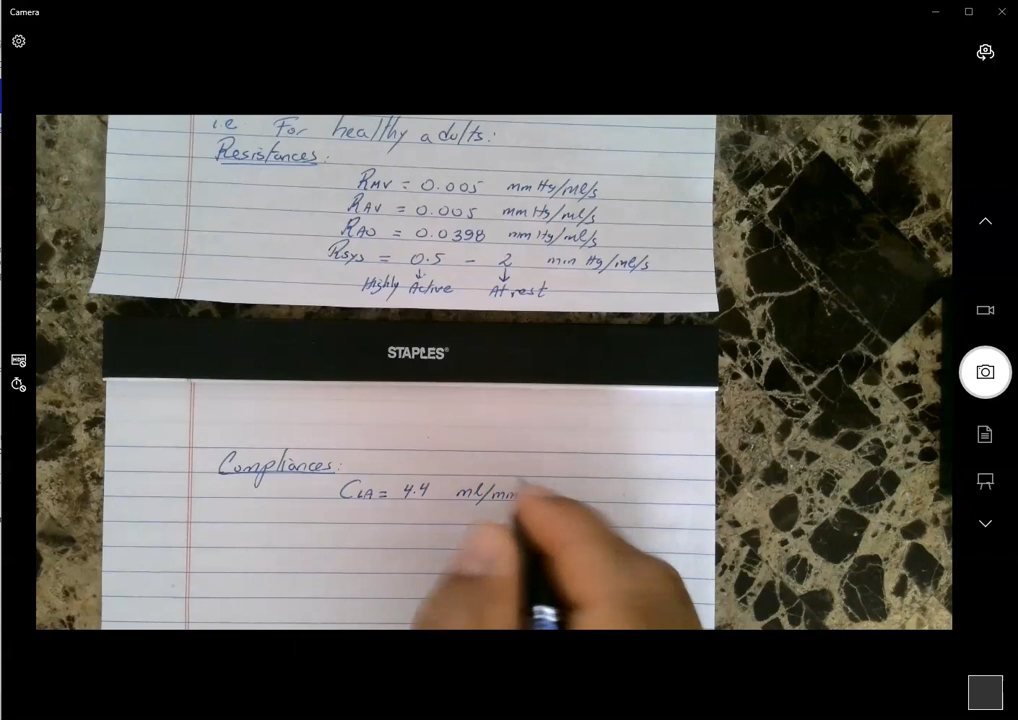 Camera
i.e For healthy adults:
Resistances:
RMV = 0.005 mmHg/ml/s
RAV = 0.005 mmHg/ml/s
RAO = 0.0398 mmHg/ml/s
RSYS = 0.5 - 2 mmHg/ml/s
Highly Active At rest
STAPLES®
Compliances:
CLA = 4.4 ml/mm